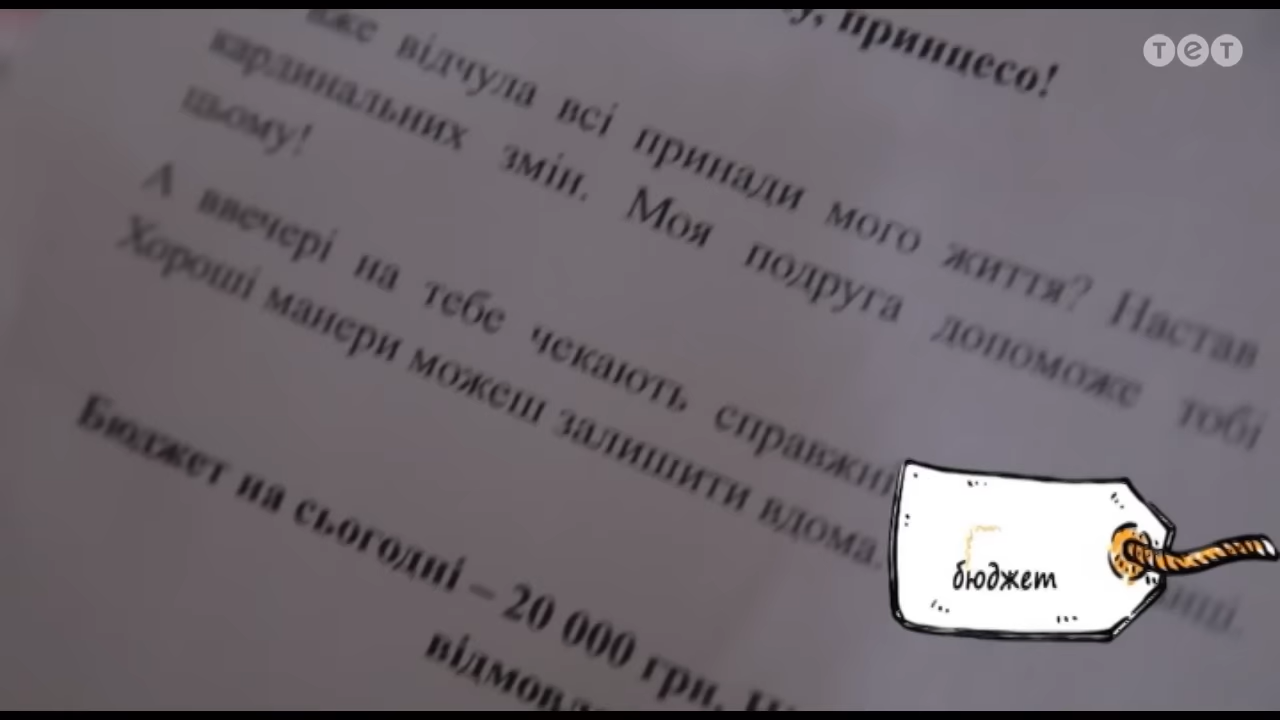 принцесо!
тет
вже відчула всі принади мого життя? Настав
кардинальних змін. Моя подруга допоможе тобі
цьому!
А ввечері на тебе чекають
Хороші манери можеш залишити вдома.
Бюджет на сьогодні – 20 000 грн.
бюджет